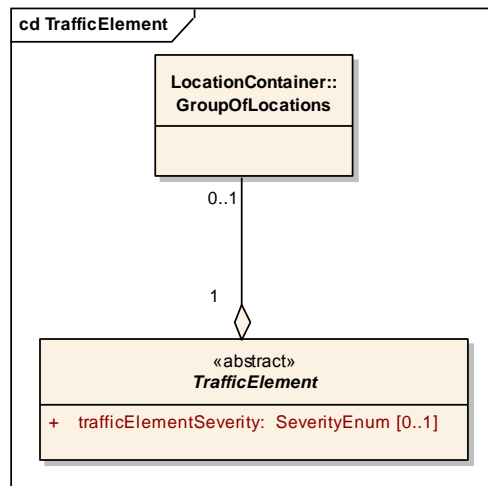 cd TrafficElement
LocationContainer::
GroupOfLocations
0..1
1
«abstract»
TrafficElement
+ trafficElementSeverity: SeverityEnum [0..1]